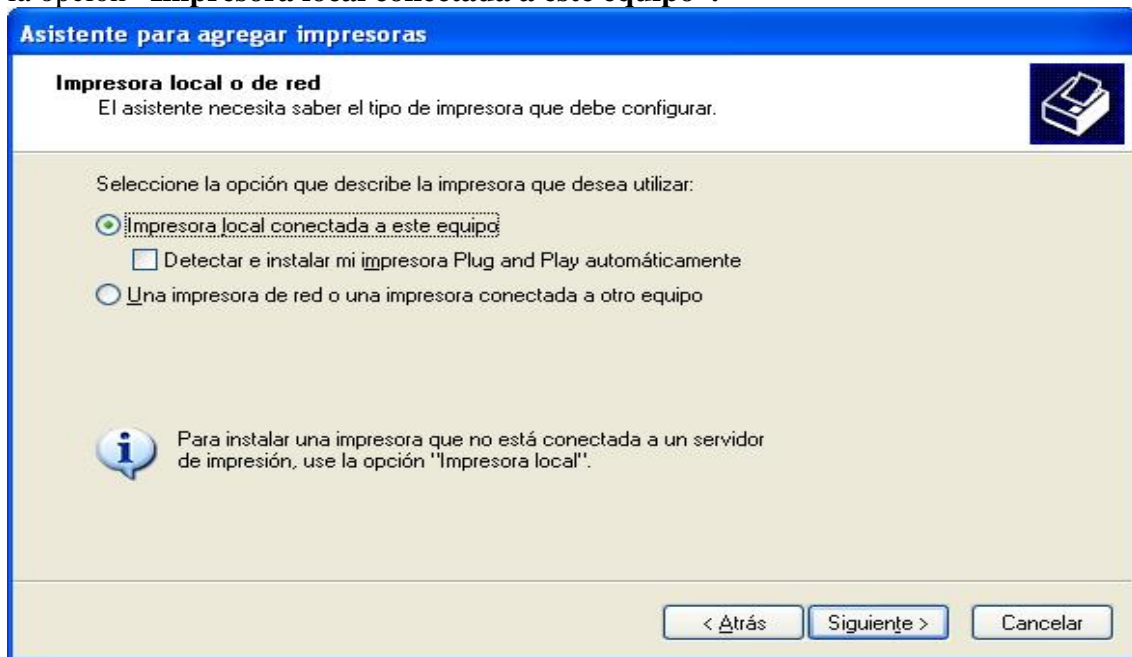 la opción "Impresora local conectada a este equipo".
Asistente para agregar impresoras
Impresora local o de red
El asistente necesita saber el tipo de impresora que debe configurar.
Seleccione la opción que describe la impresora que desea utilizar:
Impresora local conectada a este equipo
Detectar e instalar mi impresora Plug and Play automáticamente
Una impresora de red o una impresora conectada a otro equipo
Para instalar una impresora que no está conectada a un servidor
de impresión, use la opción "Impresora local".
< Atrás
Siguiente >
Cancelar